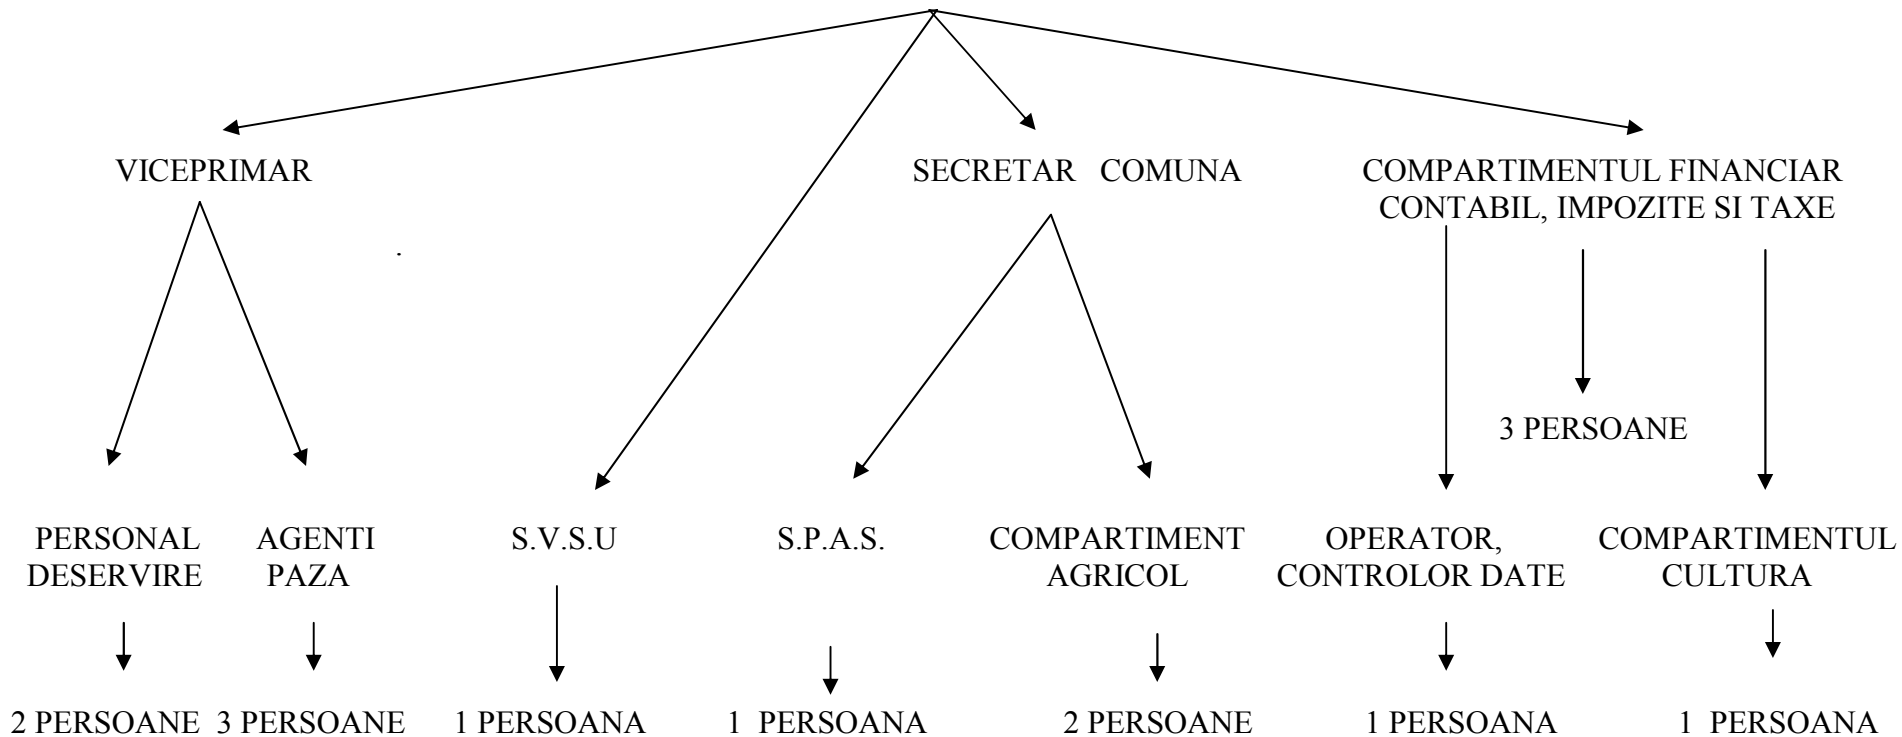 VICEPRIMAR
SECRETAR COMUNA
COMPARTIMENTUL FINANCIAR
CONTABIL, IMPOZITE SI TAXE
3 PERSOANE
PERSONAL
DESERVIRE
AGENTI
PAZA
S.V.S.U
S.P.A.S.
COMPARTIMENT
AGRICOL
OPERATOR,
CONTROLOR DATE
COMPARTIMENTUL
CULTURA
2 PERSOANE
3 PERSOANE
1 PERSOANA
1 PERSOANA
2 PERSOANE
1 PERSOANA
1 PERSOANA